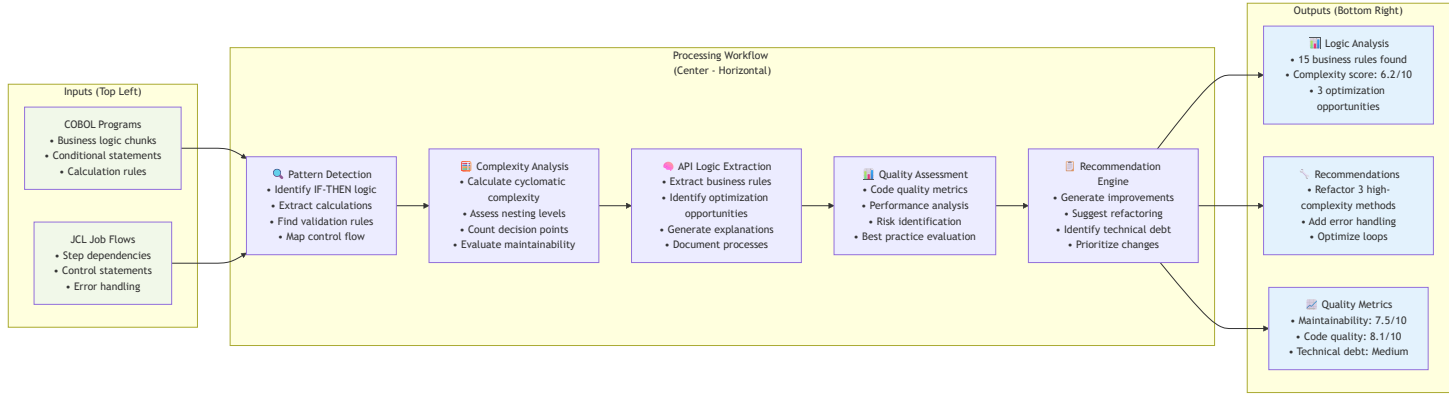 Inputs (Top Left)
COBOL Programs
• Business logic chunks
• Conditional statements
• Calculation rules
JCL Job Flows
• Step dependencies
• Control statements
• Error handling
Processing Workflow
(Center - Horizontal)
🔍 Pattern Detection
• Identify IF-THEN logic
• Extract calculations
• Find validation rules
• Map control flow
🧮 Complexity Analysis
• Calculate cyclomatic
complexity
• Assess nesting levels
• Count decision points
• Evaluate maintainability
🧠 API Logic Extraction
• Extract business rules
• Identify optimization
opportunities
• Generate explanations
• Document processes
📊 Quality Assessment
• Code quality metrics
• Performance analysis
• Risk identification
• Best practice evaluation
📋 Recommendation
Engine
• Generate improvements
• Suggest refactoring
• Identify technical debt
• Prioritize changes
Outputs (Bottom Right)
📊 Logic Analysis
• 15 business rules found
• Complexity score: 6.2/10
• 3 optimization
opportunities
🔧 Recommendations
• Refactor 3 high-
complexity methods
• Add error handling
• Optimize loops
📈 Quality Metrics
• Maintainability: 7.5/10
• Code quality: 8.1/10
• Technical debt: Medium